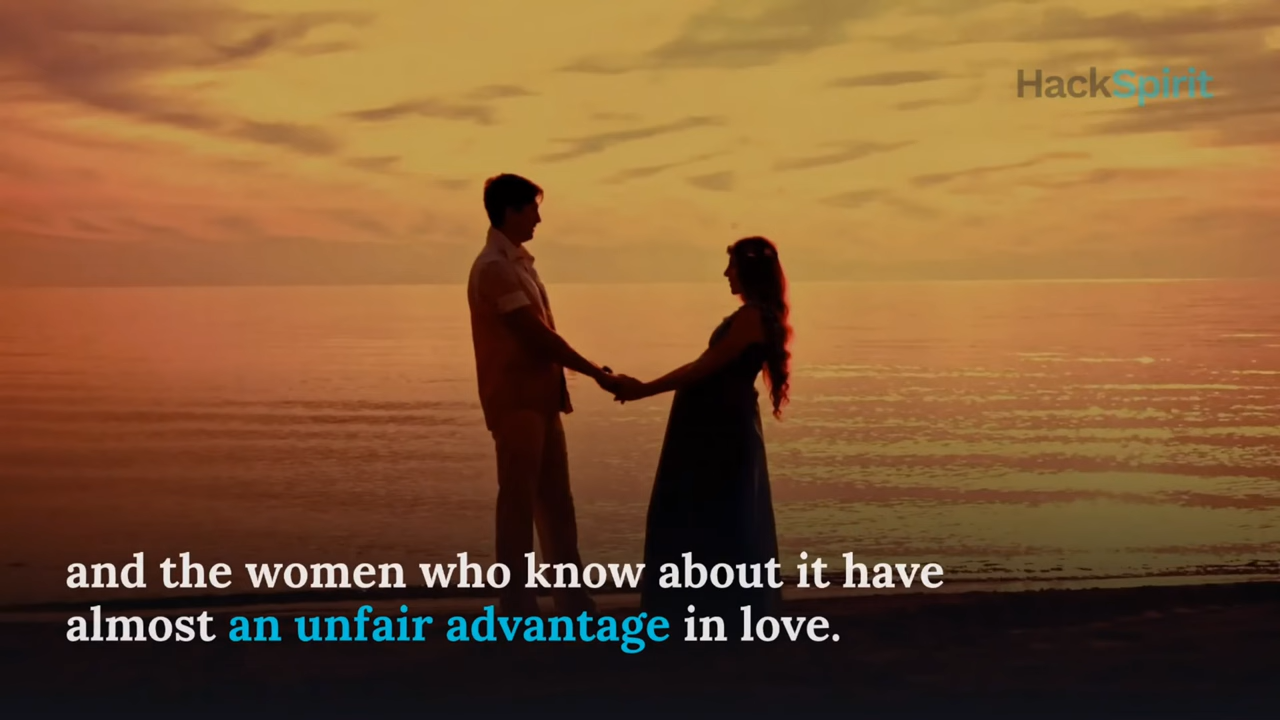 HackSpirit
and the women who know about it have
almost an unfair advantage in love.